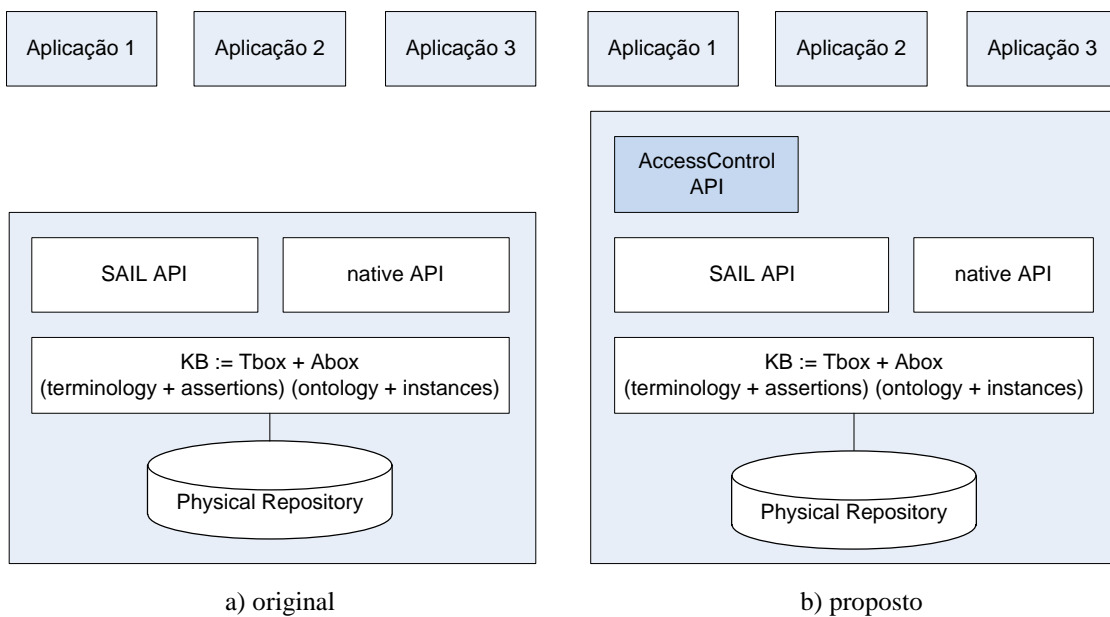 Aplicação 1
Aplicação 2
Aplicação 3
SAIL API
native API
KB := Tbox + Abox
(terminology + assertions) (ontology + instances)
Physical Repository
a) original
Aplicação 1
Aplicação 2
Aplicação 3
AccessControl
API
SAIL API
native API
KB := Tbox + Abox
(terminology + assertions) (ontology + instances)
Physical Repository
b) proposto